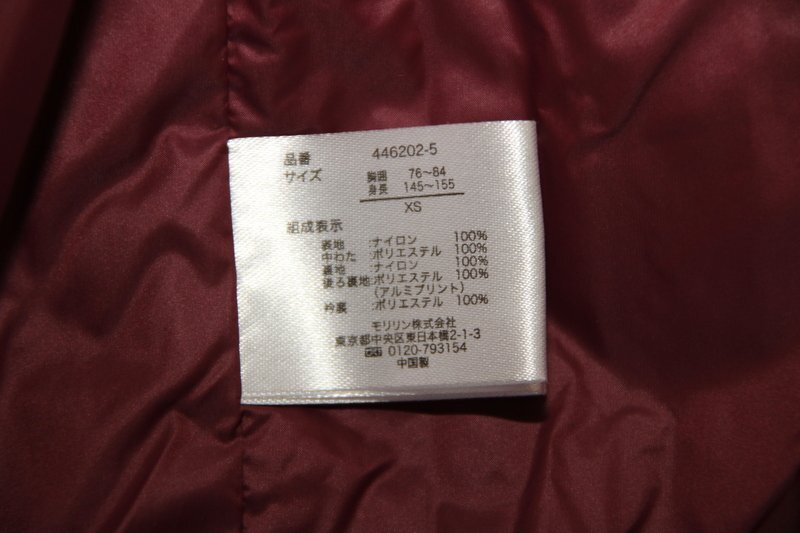 品番 446202-5
サイズ 胸囲 76~84
身長 145~155
XS
組成表示
表地 :ナイロン 100%
中わた :ポリエステル 100%
裏地 :ナイロン 100%
後ろ裏地:ポリエステル 100%
(アルミプリント)
衿裏 :ポリエステル 100%
モリリン株式会社
東京都中央区東日本橋2-1-3
0120-793154
中国製